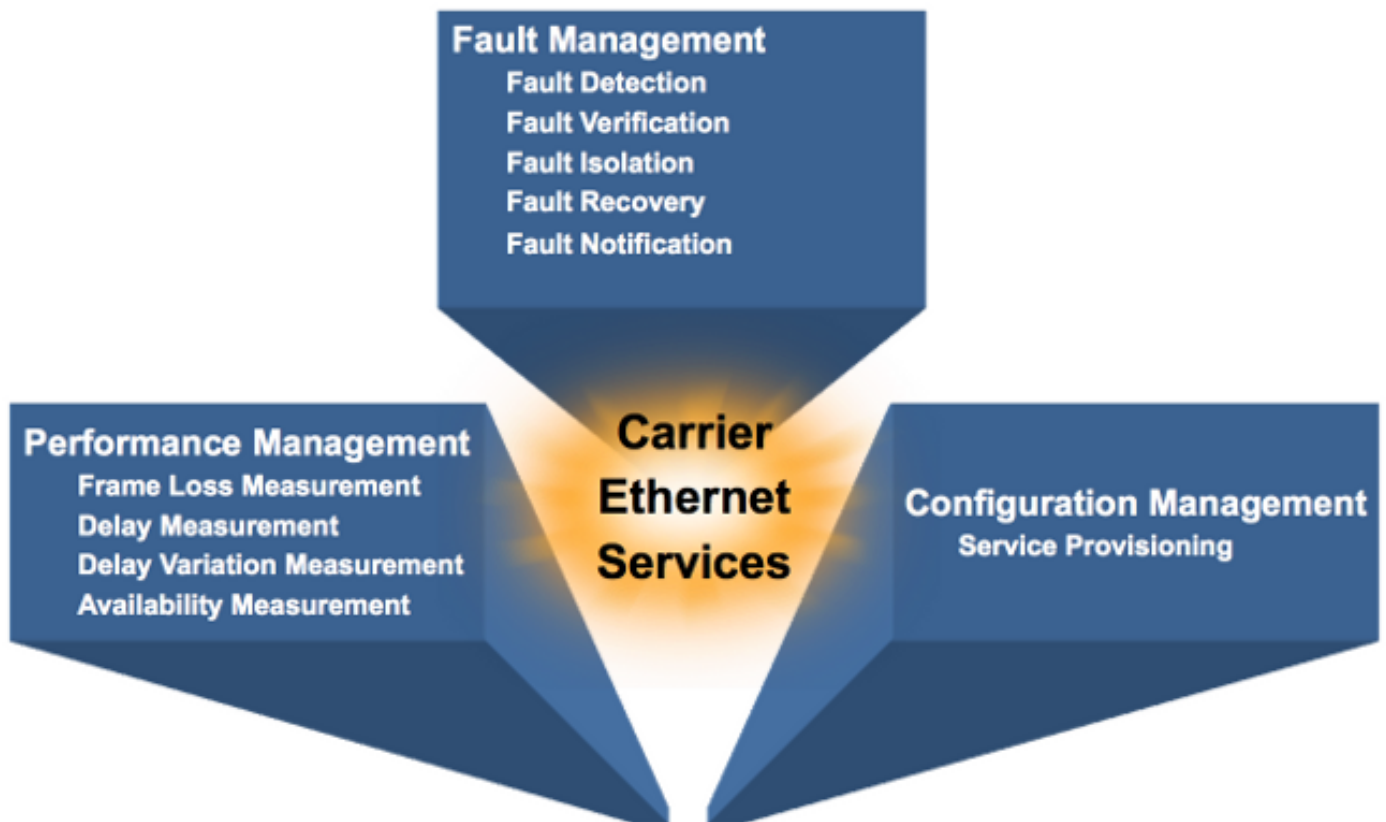 Fault Management
Fault Detection
Fault Verification
Fault Isolation
Fault Recovery
Fault Notification
Performance Management
Frame Loss Measurement
Delay Measurement
Delay Variation Measurement
Availability Measurement
Carrier
Ethernet
Services
Configuration Management
Service Provisioning